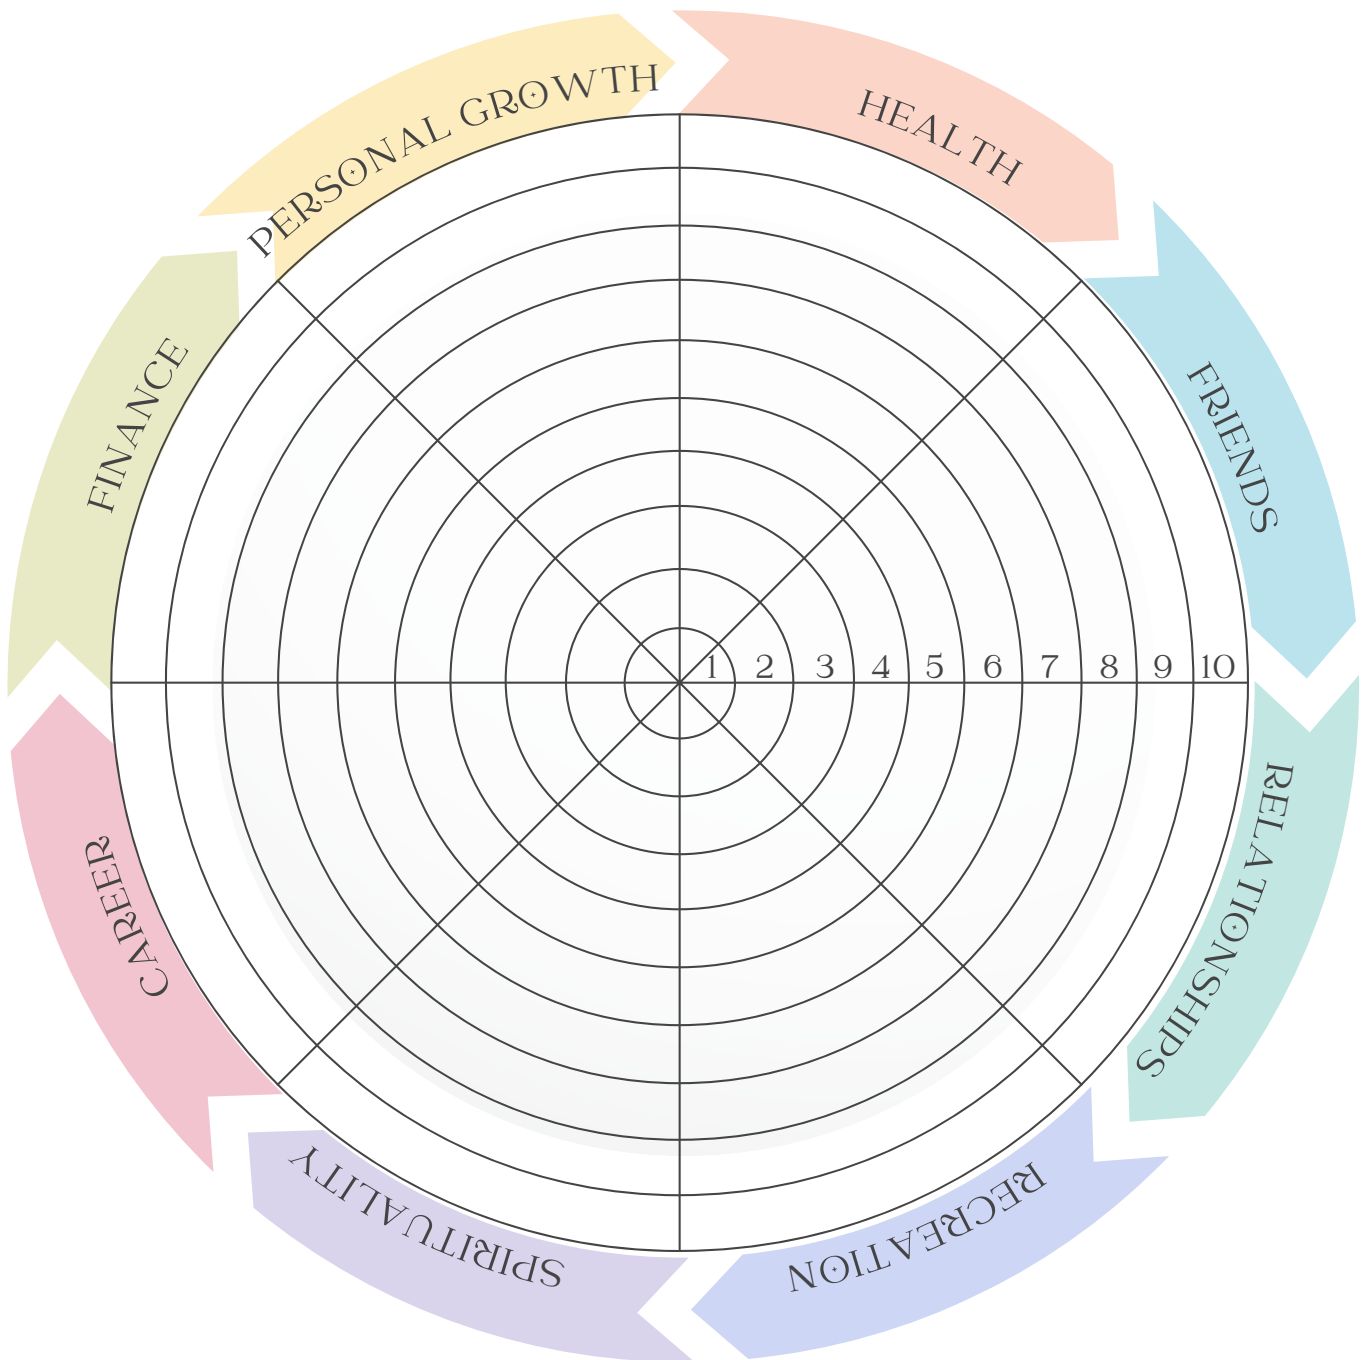 PERSONAL GROWTH
HEALTH
FRIENDS
RELATIONSHIPS
RECREATION
SPIRITUALITY
CAREER
FINANCE
1 2 3 4 5 6 7 8 9 10